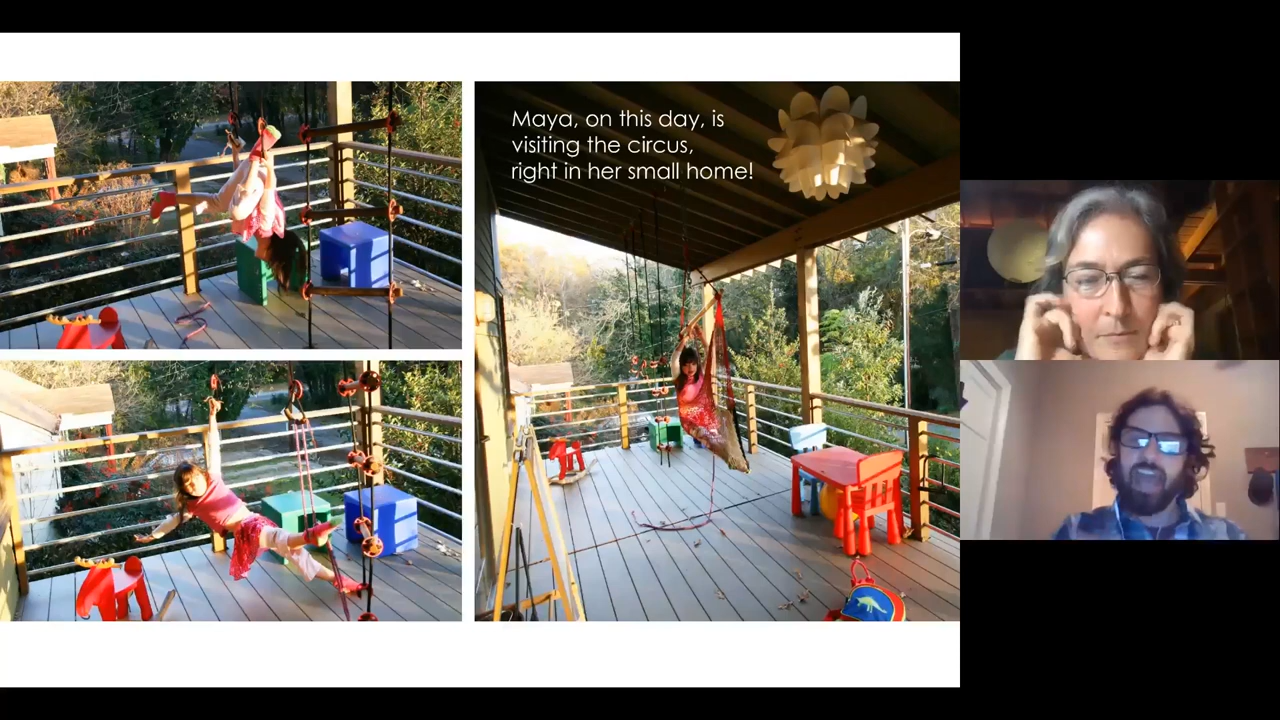 Maya, on this day, is
visiting the circus,
right in her small home!